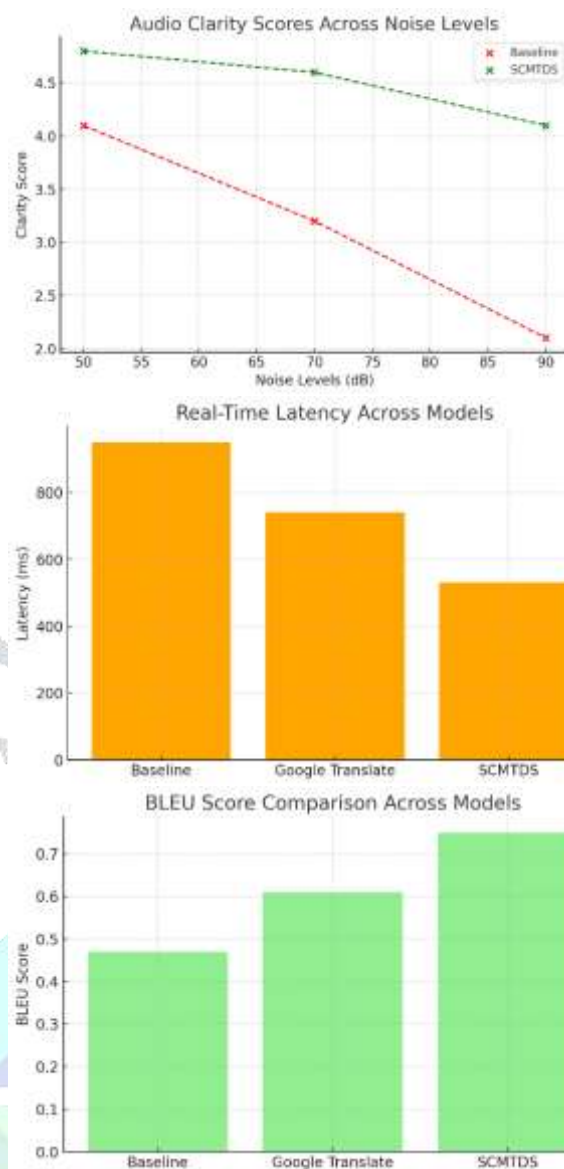 Audio Clarity Scores Across Noise Levels
Baseline
SCMTDS
4.5
4.0
3.5
3.0
2.5
2.0
Clarity Score
50 55 60 65 70 75 80 85 90
Noise Levels (dB)
Real-Time Latency Across Models
800
600
400
200
0
Latency (ms)
Baseline Google Translate SCMTDS
BLEU Score Comparison Across Models
0.7
0.6
0.5
0.4
0.3
0.2
0.1
0.0
BLEU Score
Baseline Google Translate SCMTDS